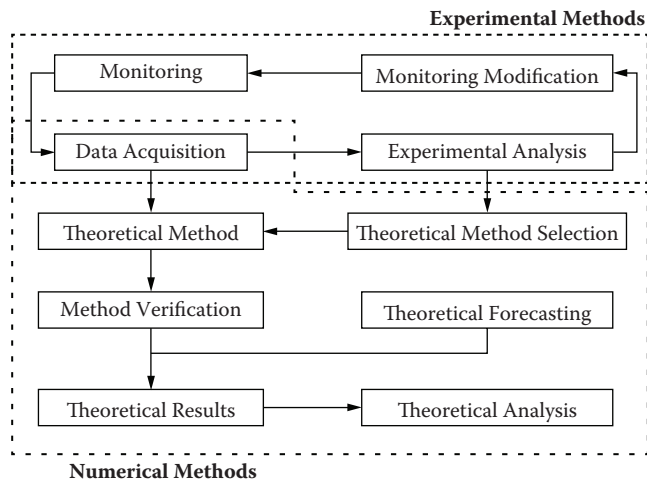 Experimental Methods
Monitoring
Monitoring Modification
Data Acquisition
Experimental Analysis
Theoretical Method
Theoretical Method Selection
Method Verification
Theoretical Forecasting
Theoretical Results
Theoretical Analysis
Numerical Methods